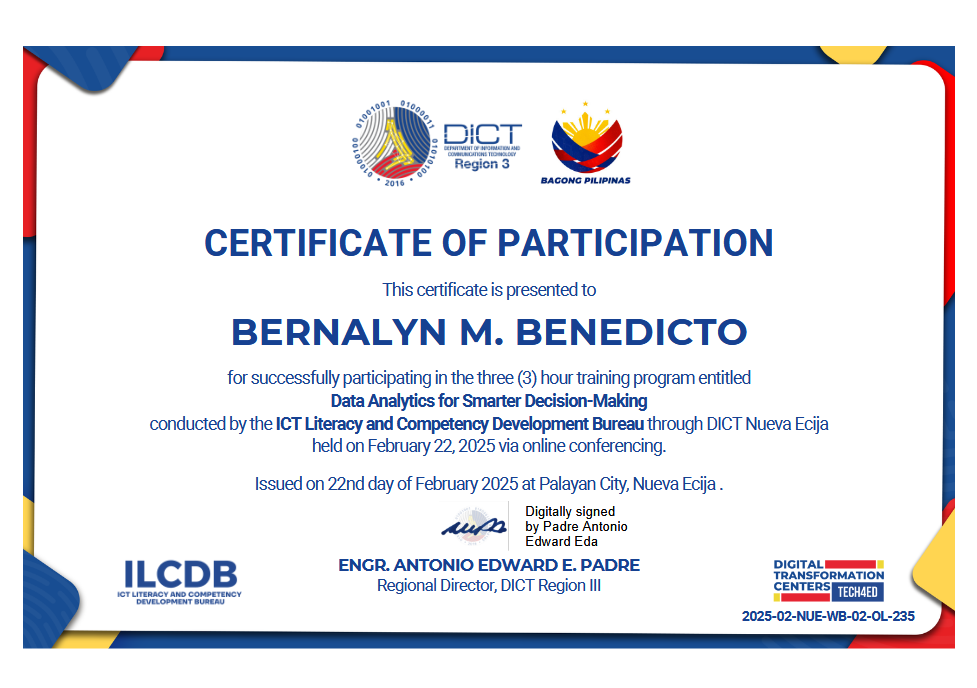 01001001 01000011 01010100 01000100
DICT
DEPARTMENT OF INFORMATION AND
COMMUNICATIONS TECHNOLOGY
Region 3
• 2016 •
BAGONG PILIPINAS
CERTIFICATE OF PARTICIPATION
This certificate is presented to
BERNALYN M. BENEDICTO
for successfully participating in the three (3) hour training program entitled
Data Analytics for Smarter Decision-Making
conducted by the ICT Literacy and Competency Development Bureau through DICT Nueva Ecija
held on February 22, 2025 via online conferencing.
Issued on 22nd day of February 2025 at Palayan City, Nueva Ecija .
Digitally signed
by Padre Antonio
Edward Eda
ENGR. ANTONIO EDWARD E. PADRE
Regional Director, DICT Region III
ILCDB
ICT LITERACY AND COMPETENCY
DEVELOPMENT BUREAU
DIGITAL
TRANSFORMATION
CENTERS TECH4ED
2025-02-NUE-WB-02-OL-235